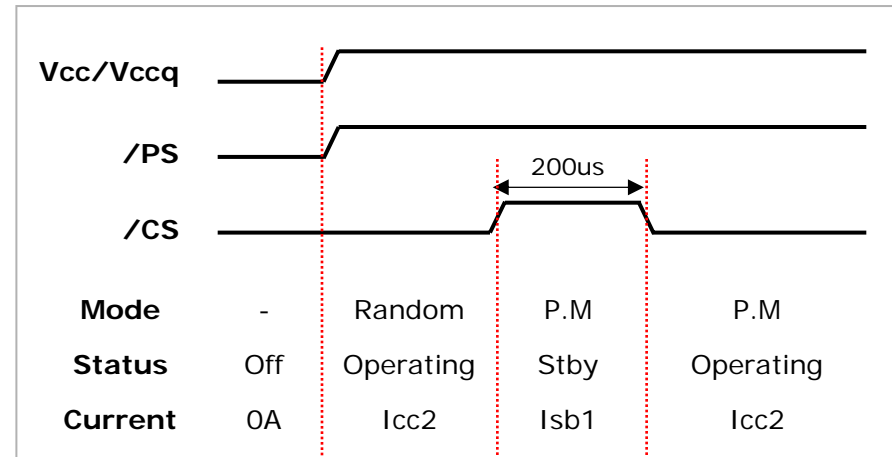 Vcc/Vccq
/PS
200us
/CS
Mode - Random P.M P.M
Status Off Operating Stby Operating
Current 0A Icc2 Isb1 Icc2